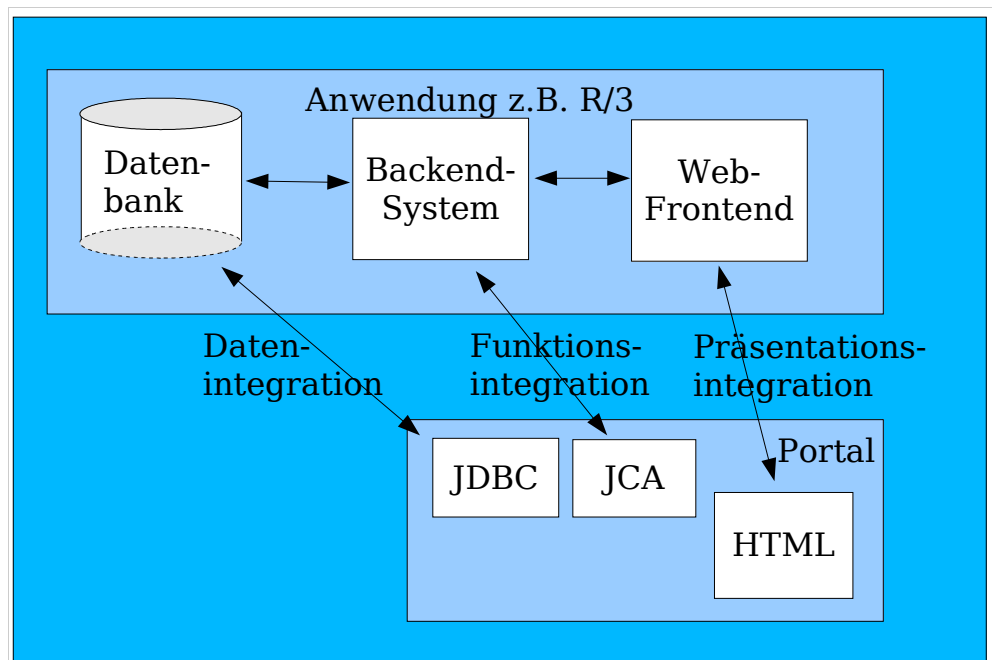 Anwendung z.B. R/3
Daten-
bank
Backend-
System
Web-
Frontend
Daten-
integration
Funktions-
integration
Präsentations-
integration
Portal
JDBC
JCA
HTML